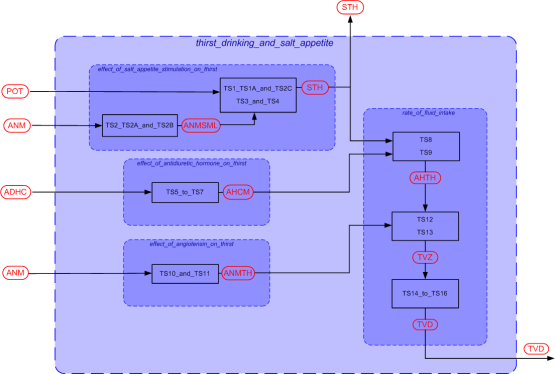 STH
thirst_drinking_and_salt_appetite
effect_of_salt_appetite_stimulation_on_thirst
POT
TS1_TS1A_and_TS2C
TS3_and_TS4
STH
ANM
TS2_TS2A_and_TS2B
ANMSML
rate_of_fluid_intake
TS8
TS9
effect_of_antidiuretic_hormone_on_thirst
ADHC
TS5_to_TS7
AHCM
AHTH
TS12
TS13
effect_of_angiotensin_on_thirst
ANM
TS10_and_TS11
ANMTH
TVZ
TS14_to_TS16
TVD
TVD